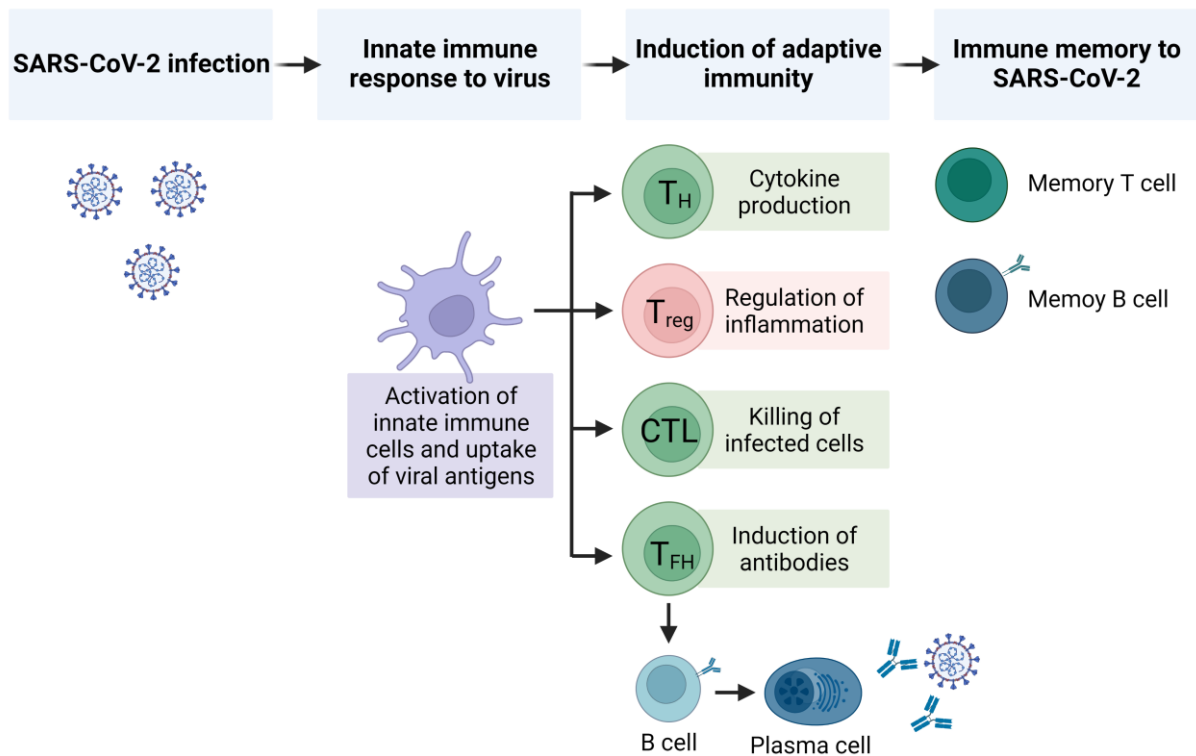 SARS-CoV-2 infection
Innate immune
response to virus
Induction of adaptive
immunity
Immune memory to
SARS-CoV-2
Activation of
innate immune
cells and uptake
of viral antigens
TH
Cytokine
production
Treg
Regulation of
inflammation
CTL
Killing of
infected cells
TFH
Induction of
antibodies
B cell
Plasma cell
Memory T cell
Memoy B cell